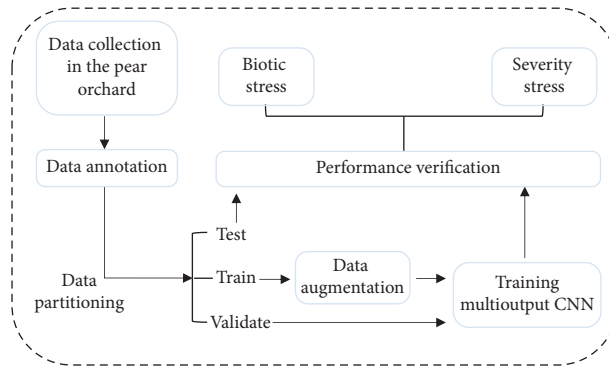 Data collection
in the pear
orchard
Biotic
stress
Severity
stress
Data annotation
Performance verification
Test
Data
partitioning
Train
Data
augmentation
Training
multioutput CNN
Validate